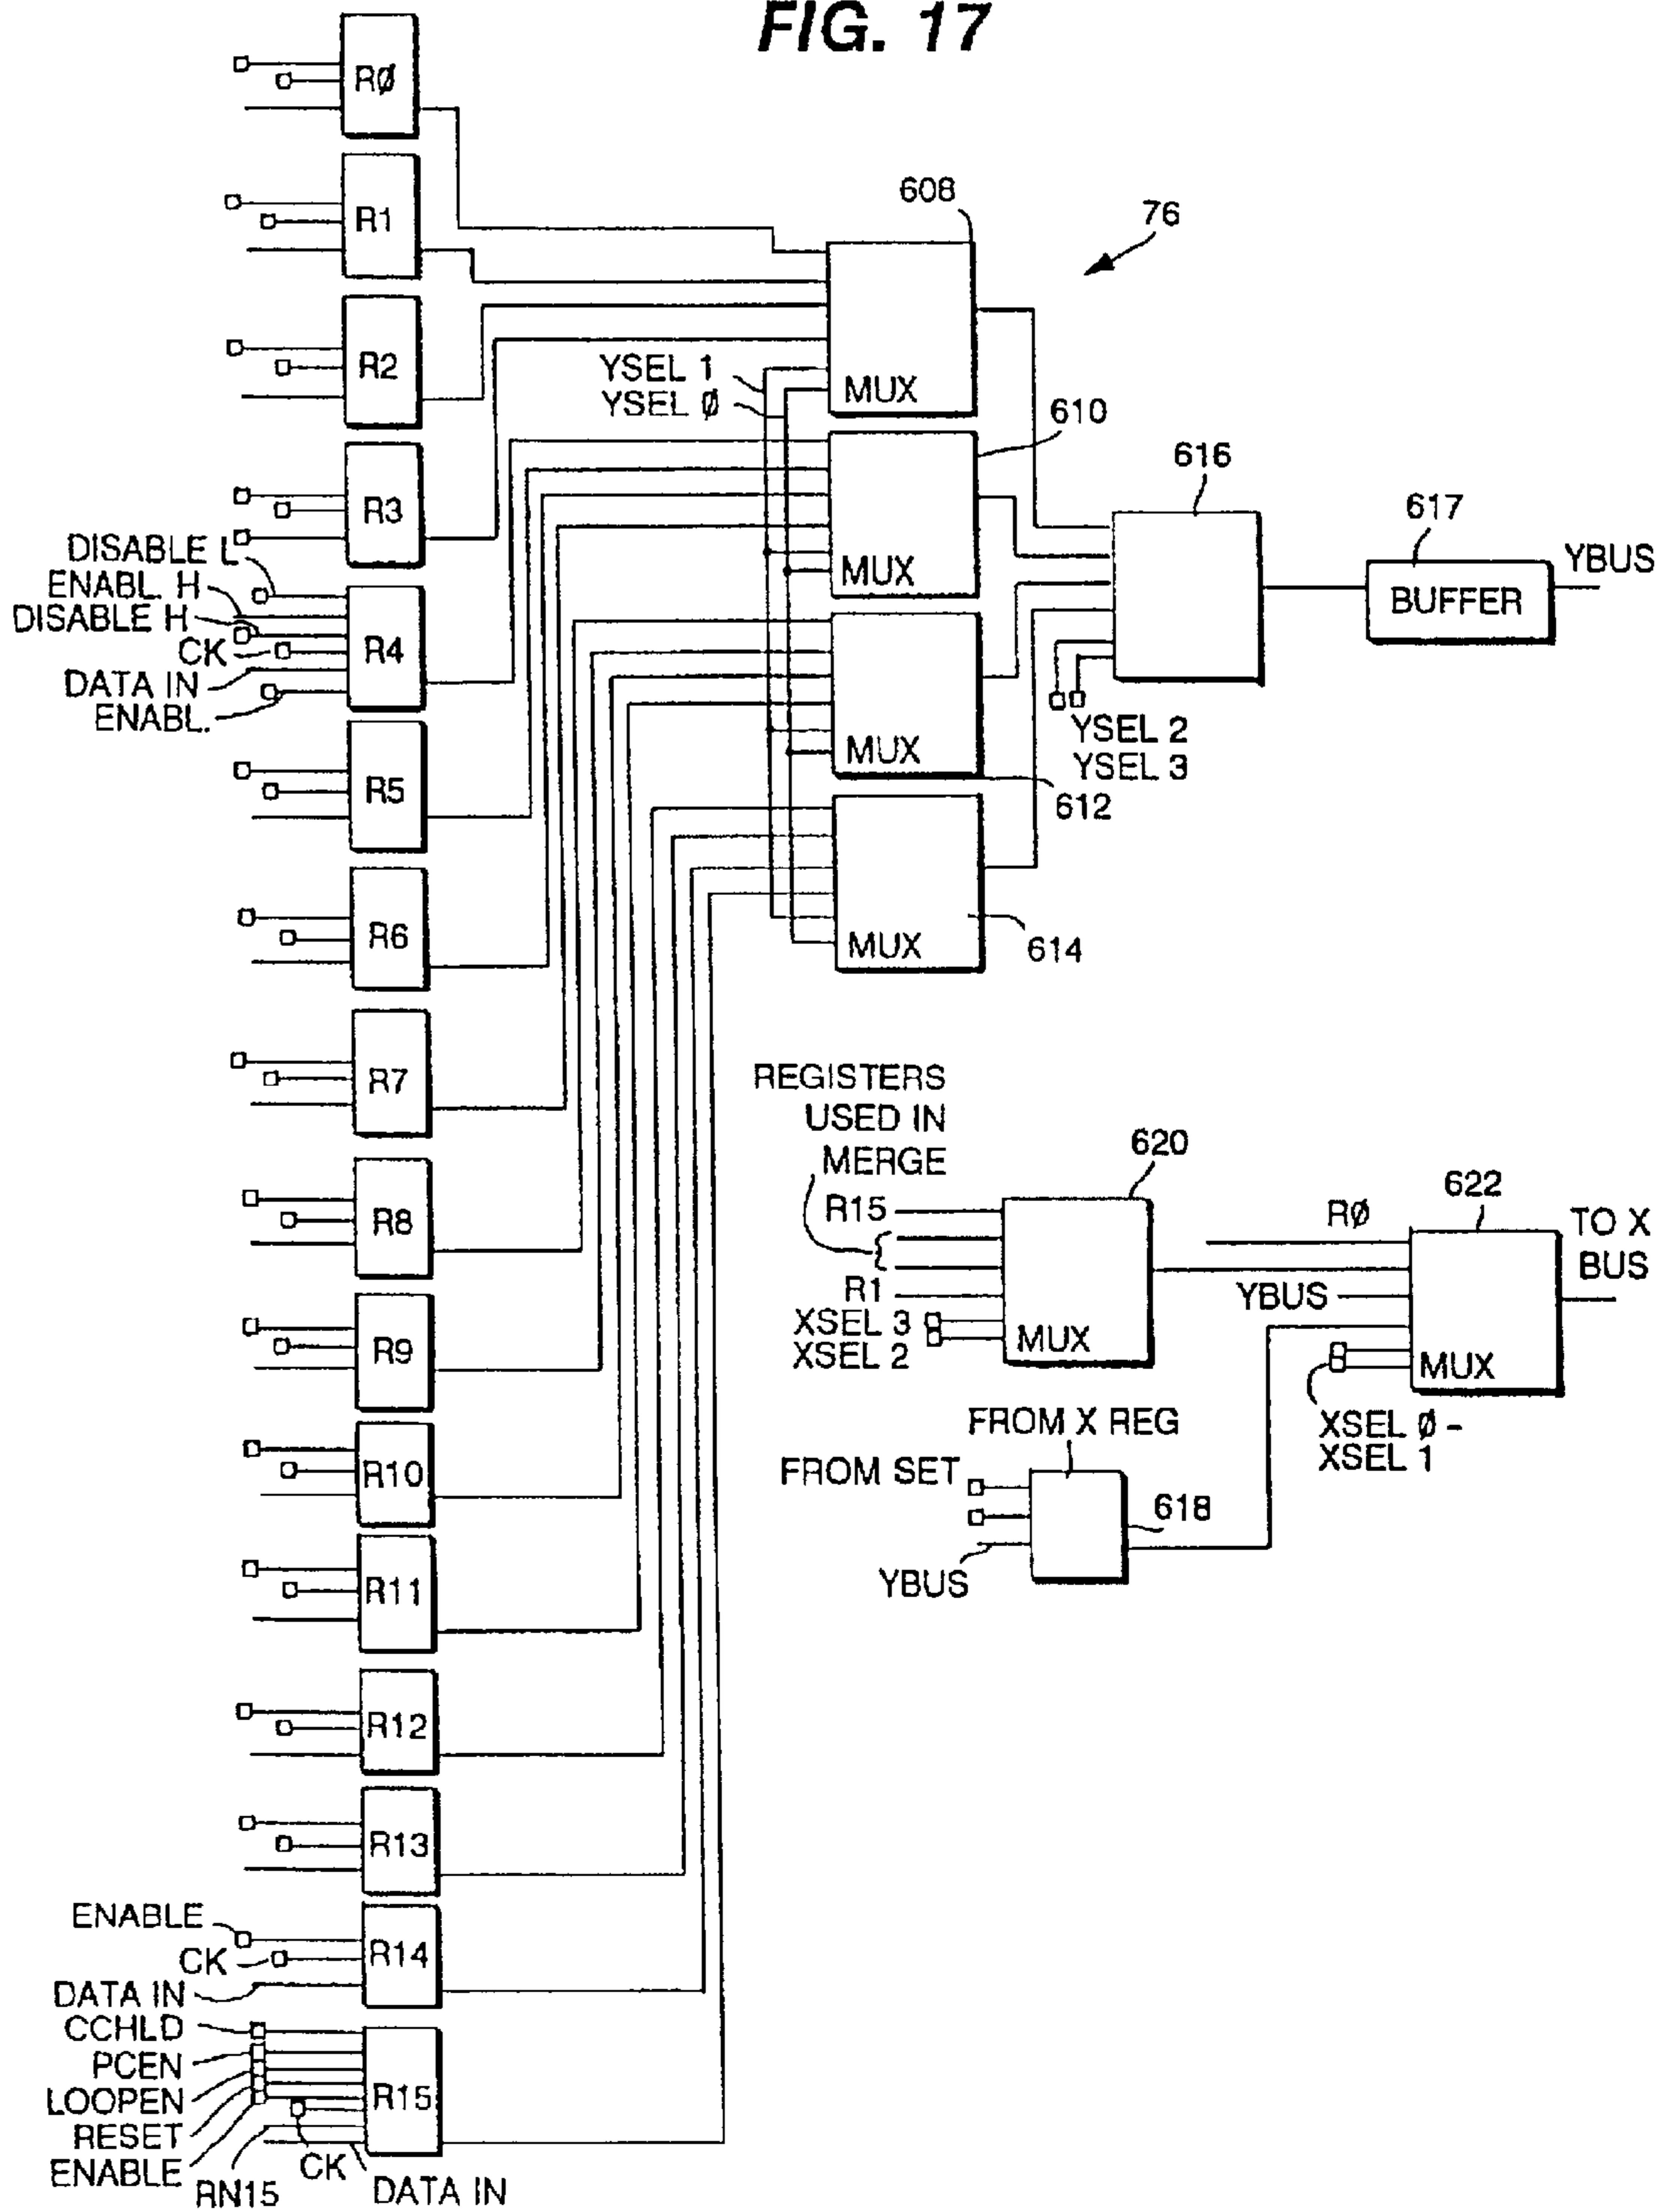 FIG. 17
RØ
R1
R2
R3
DISABLE L
ENABL. H
DISABLE H
CK
DATA IN
ENABL.
R4
R5
R6
R7
R8
R9
R10
R11
R12
R13
ENABLE
CK
DATA IN
R14
CCHLD
PCEN
LOOPEN
RESET
ENABLE
RN15
CK
DATA IN
R15
608
76
YSEL 1
YSEL Ø
MUX
610
MUX
MUX
612
MUX
614
616
YSEL 2
YSEL 3
617
BUFFER
YBUS
REGISTERS
USED IN
MERGE
R15
R1
XSEL 3
XSEL 2
620
MUX
RØ
YBUS
622
MUX
TO X
BUS
XSEL Ø -
XSEL 1
FROM X REG
FROM SET
YBUS
618